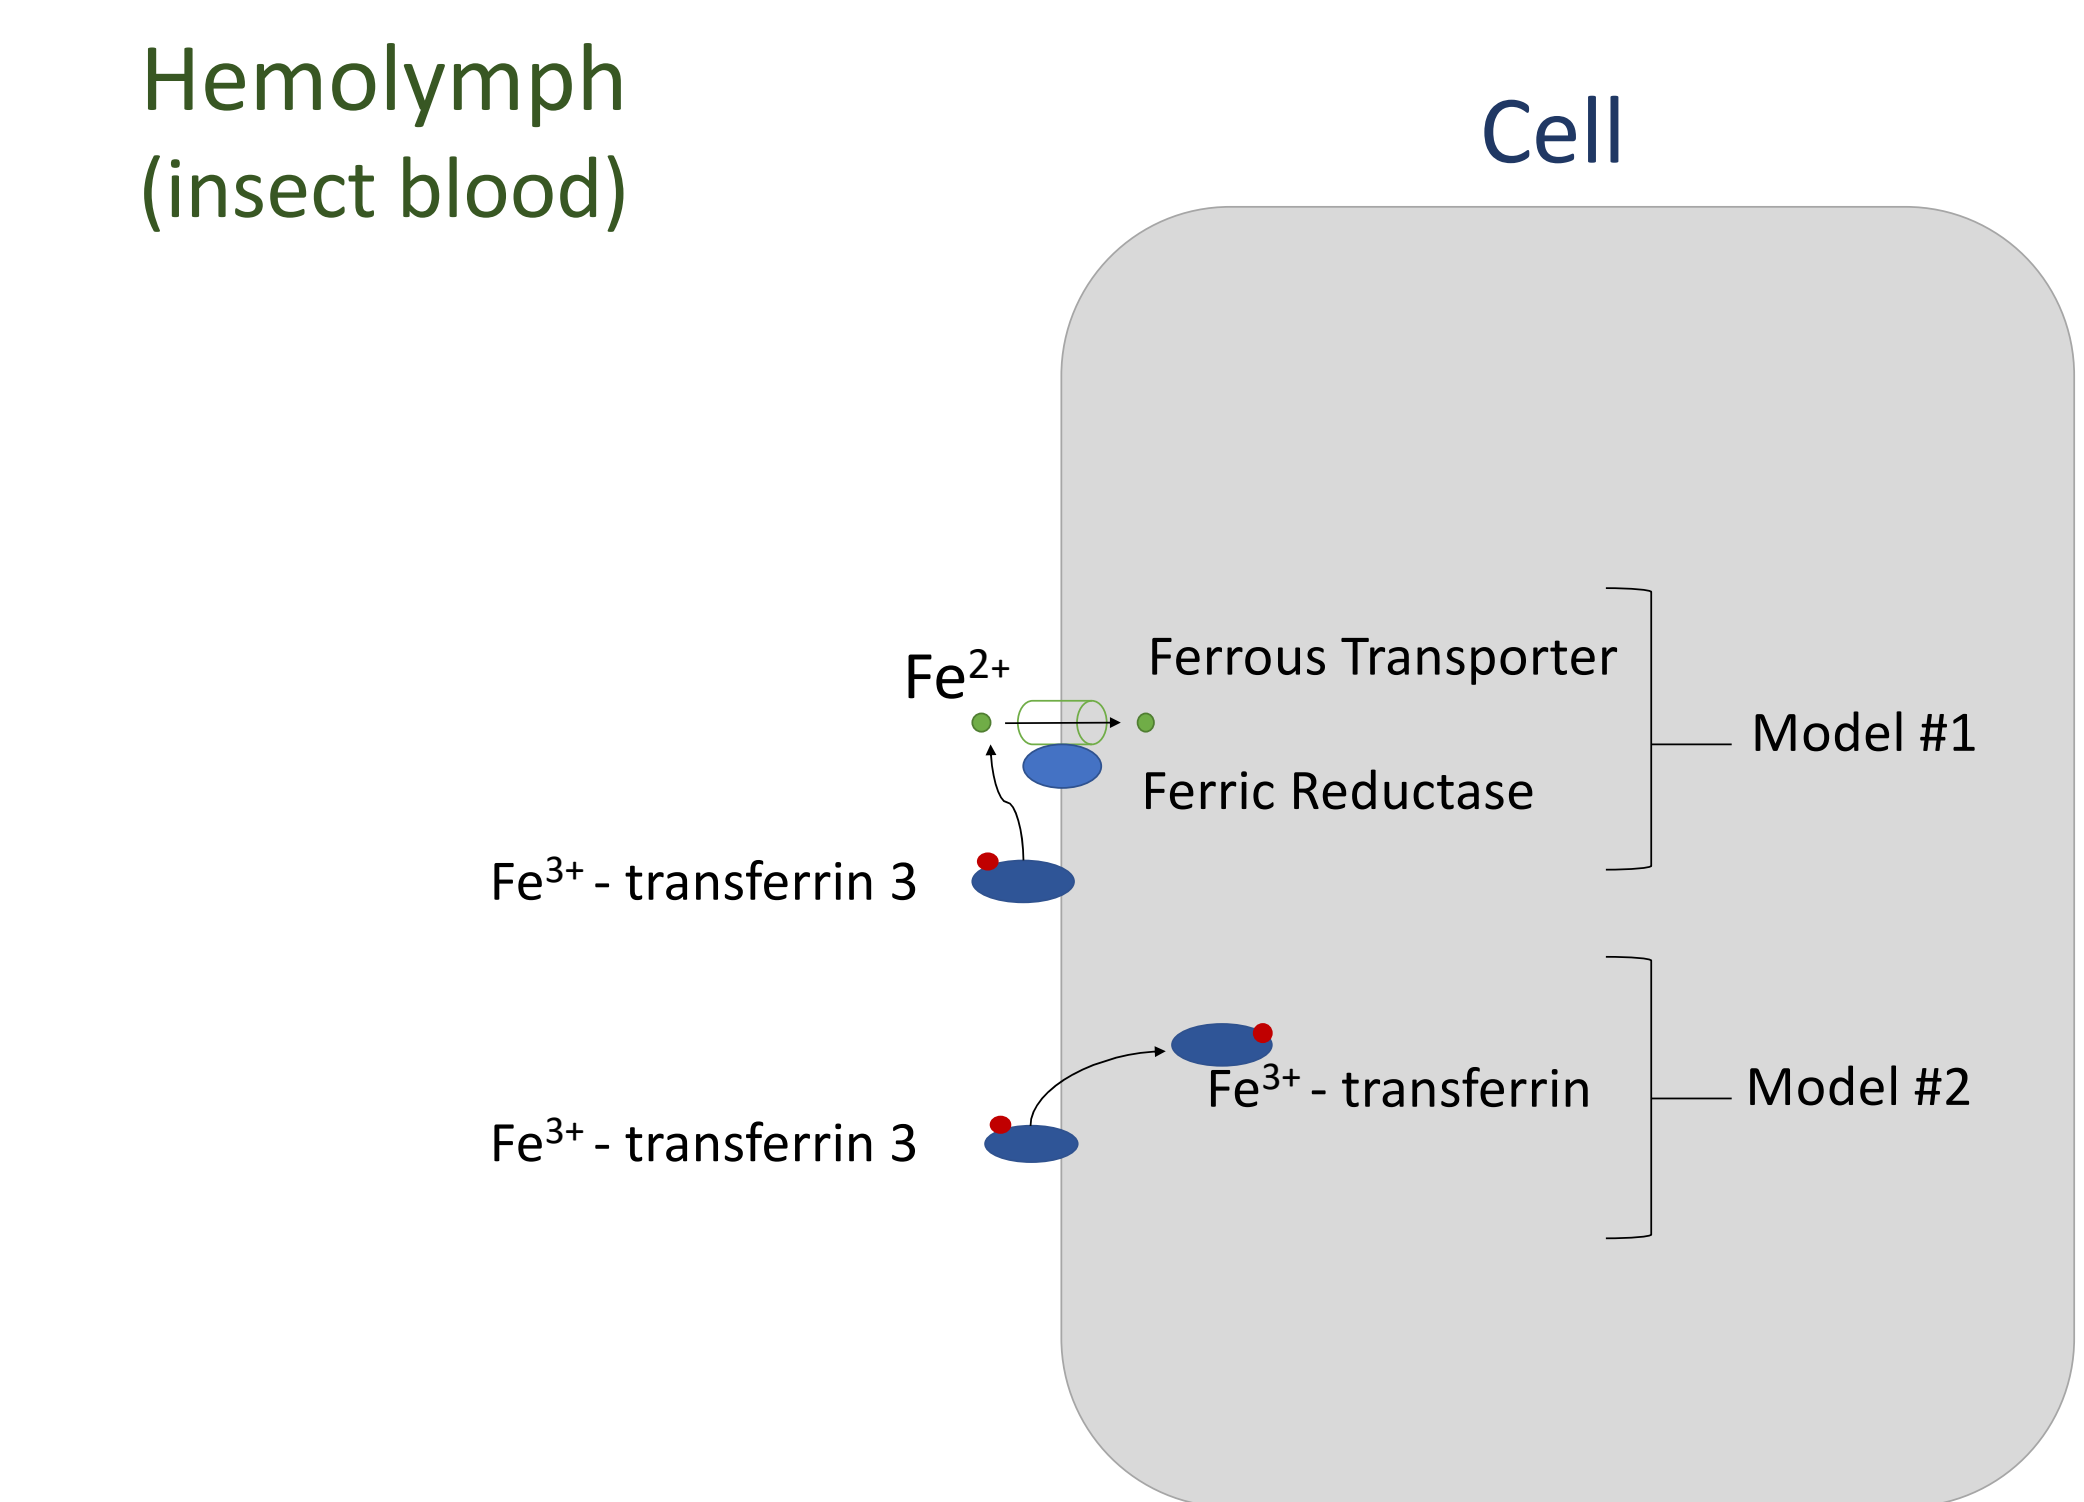 Hemolymph
(insect blood)
Cell
Fe²⁺
Ferrous Transporter
Model #1
Ferric Reductase
Fe³⁺ - transferrin 3
Fe³⁺ - transferrin
Model #2
Fe³⁺ - transferrin 3